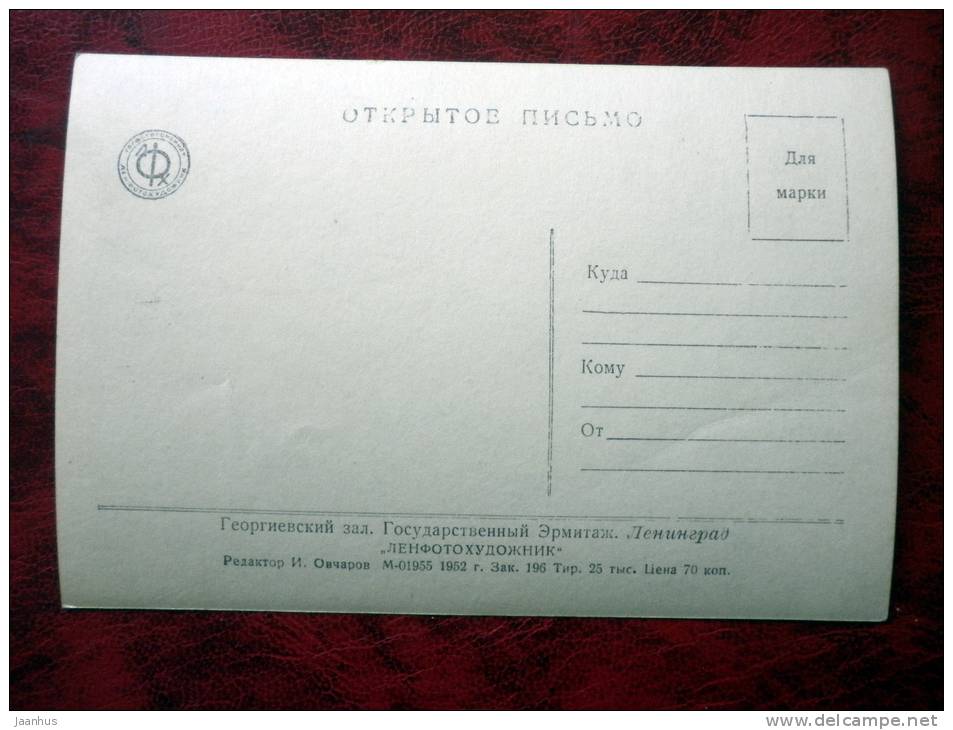 ОТКРЫТОЕ ПИСЬМО
ЛЕНФОТОХУДОЖНИК
Для
марки
Куда
Кому
От
Георгиевский зал. Государственный Эрмитаж. Ленинград
„ЛЕНФОТОХУДОЖНИК“
Редактор И. Овчаров М-01955 1952 г. Зак. 196 Тир. 25 тыс. Цена 70 коп.
jaanhus
www.delcampe.net